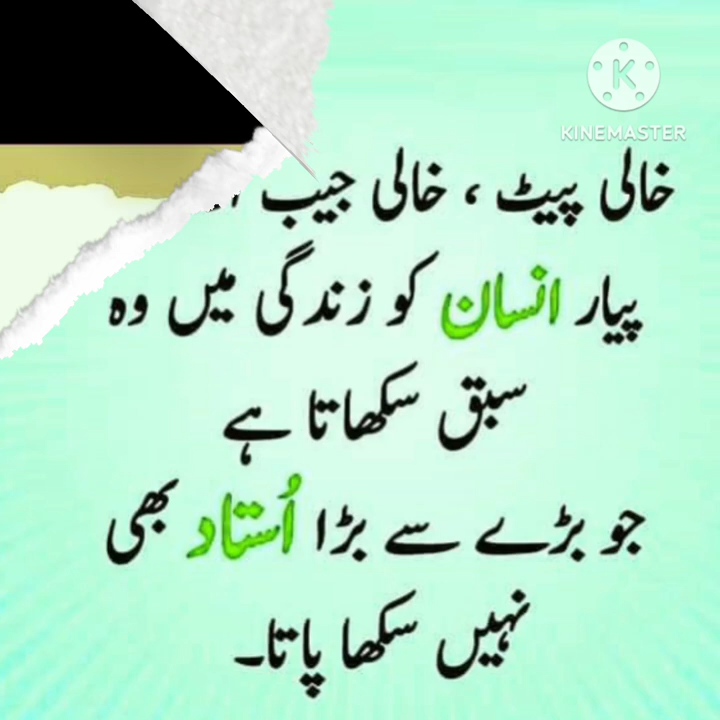 KINEMASTER
خالی پیٹ ، خالی جیب
پیار انسان کو زندگی میں وہ
سبق سکھاتا ہے
جو بڑے سے بڑا اُستاد بھی
نہیں سکھا پاتا۔